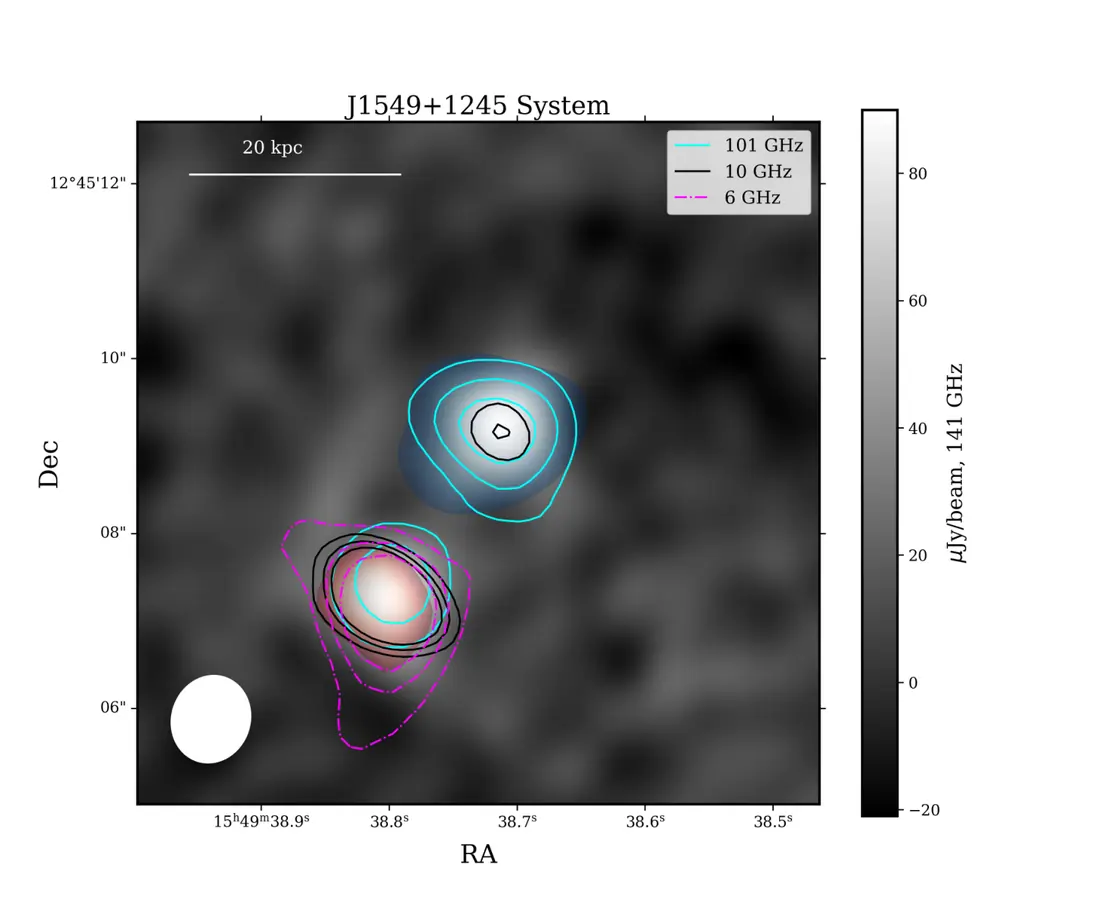 J1549+1245 System
20 kpc
101 GHz
10 GHz
6 GHz
12°45'12"
10"
08"
06"
Dec
15ʰ49ᵐ38.9ˢ
38.8ˢ
38.7ˢ
38.6ˢ
38.5ˢ
RA
80
60
40
20
0
−20
μJy/beam, 141 GHz